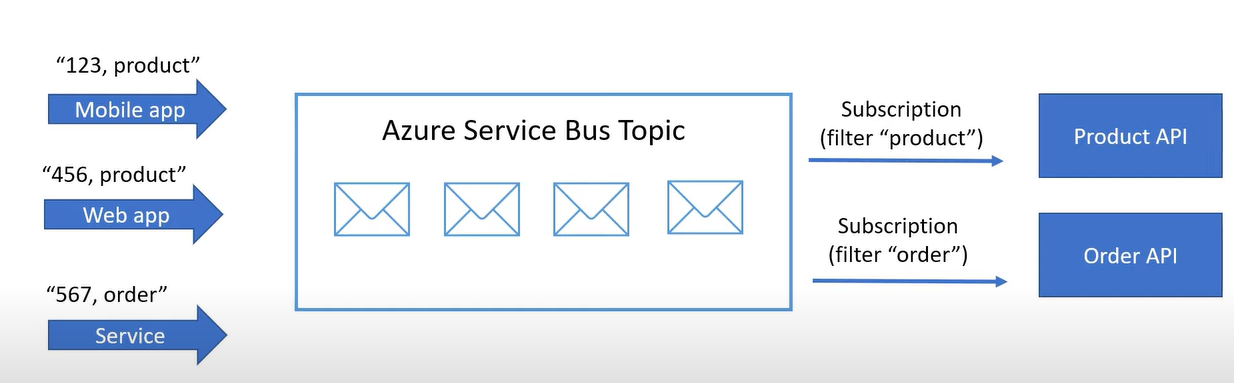 “123, product”
Mobile app
“456, product”
Web app
“567, order”
Service
Azure Service Bus Topic
Subscription
(filter “product”)
Subscription
(filter “order”)
Product API
Order API